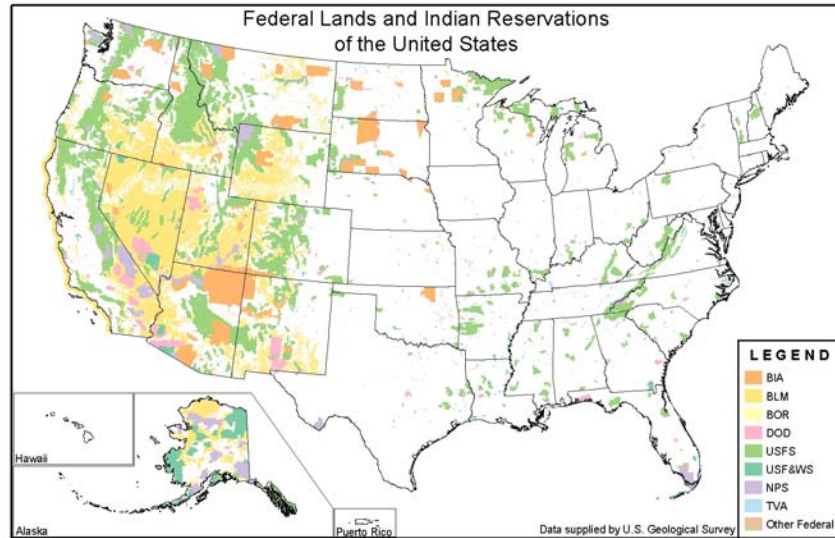 Federal Lands and Indian Reservations
of the United States
LEGEND
BIA
BLM
BOR
DOD
USFS
USF&WS
NPS
TVA
Other Federal
Hawaii
Alaska
Puerto Rico
Data supplied by U.S. Geological Survey